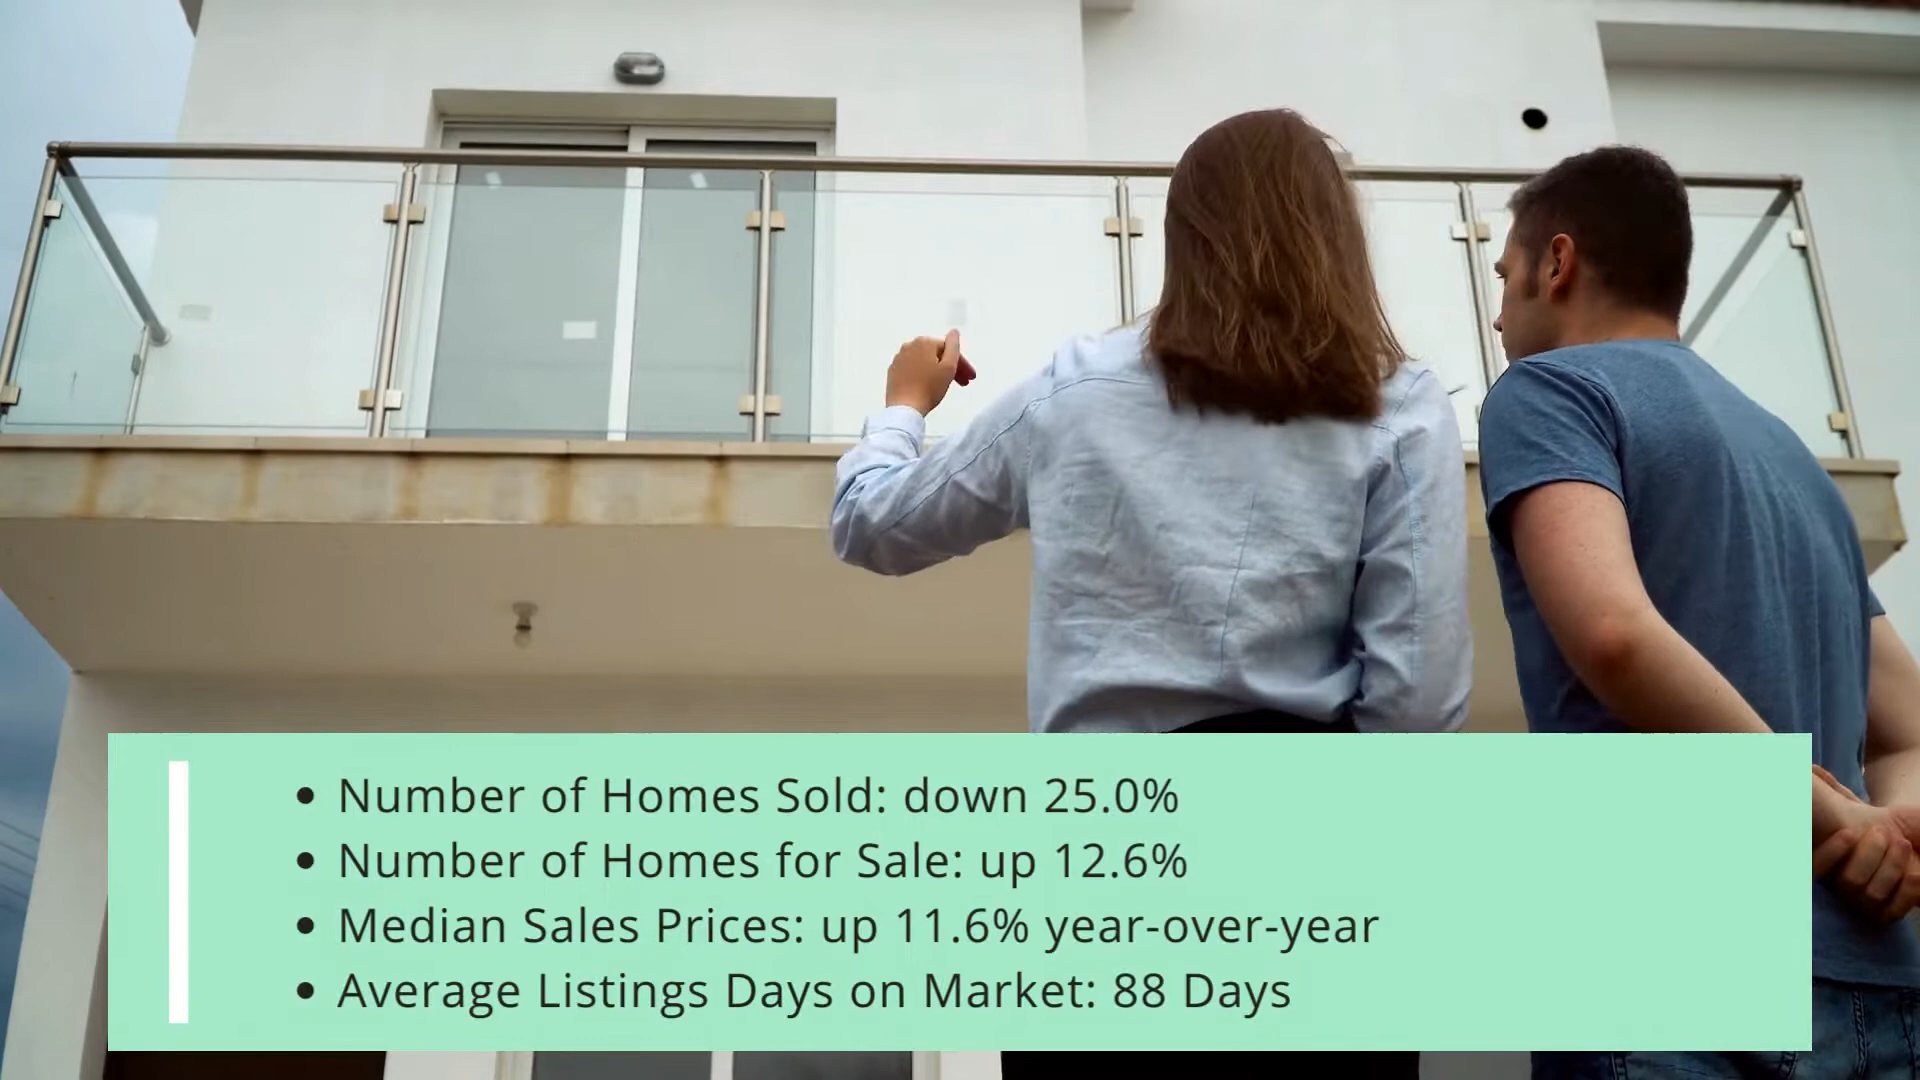 • Number of Homes Sold: down 25.0%
• Number of Homes for Sale: up 12.6%
• Median Sales Prices: up 11.6% year-over-year
• Average Listings Days on Market: 88 Days